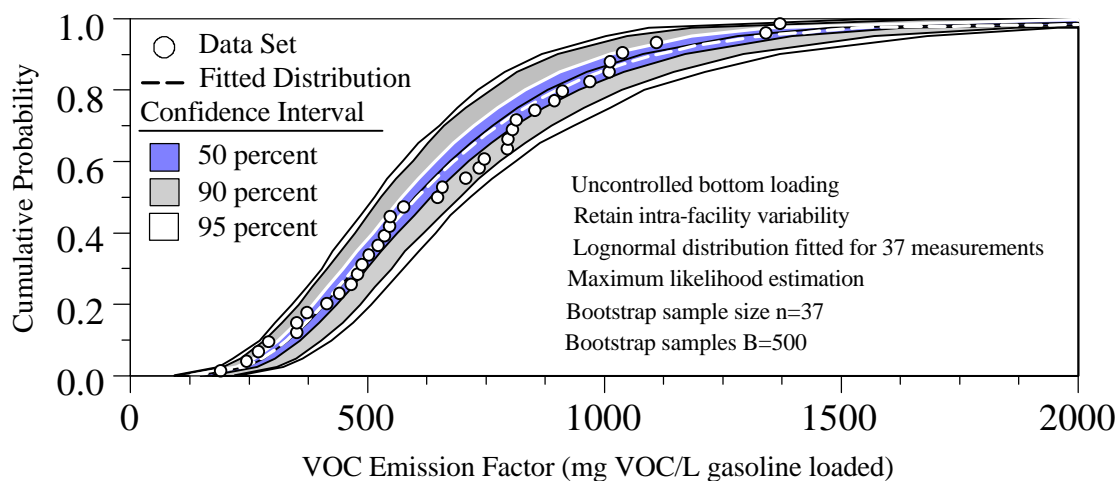 1.0
0.8
0.6
0.4
0.2
0.0
Cumulative Probability
Data Set
Fitted Distribution
Confidence Interval
50 percent
90 percent
95 percent
Uncontrolled bottom loading
Retain intra-facility variability
Lognormal distribution fitted for 37 measurements
Maximum likelihood estimation
Bootstrap sample size n=37
Bootstrap samples B=500
0 500 1000 1500 2000
VOC Emission Factor (mg VOC/L gasoline loaded)